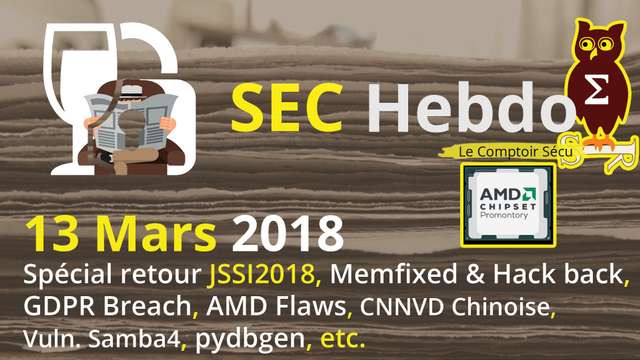 SEC Hebdo
Σ
S R
Le Comptoir Sécu
AMD
CHIPSET
Promontory
13 Mars 2018
Spécial retour JSSI2018, Memfixed & Hack back,
GDPR Breach, AMD Flaws, CNNVD Chinoise,
Vuln. Samba4, pydbgen, etc.